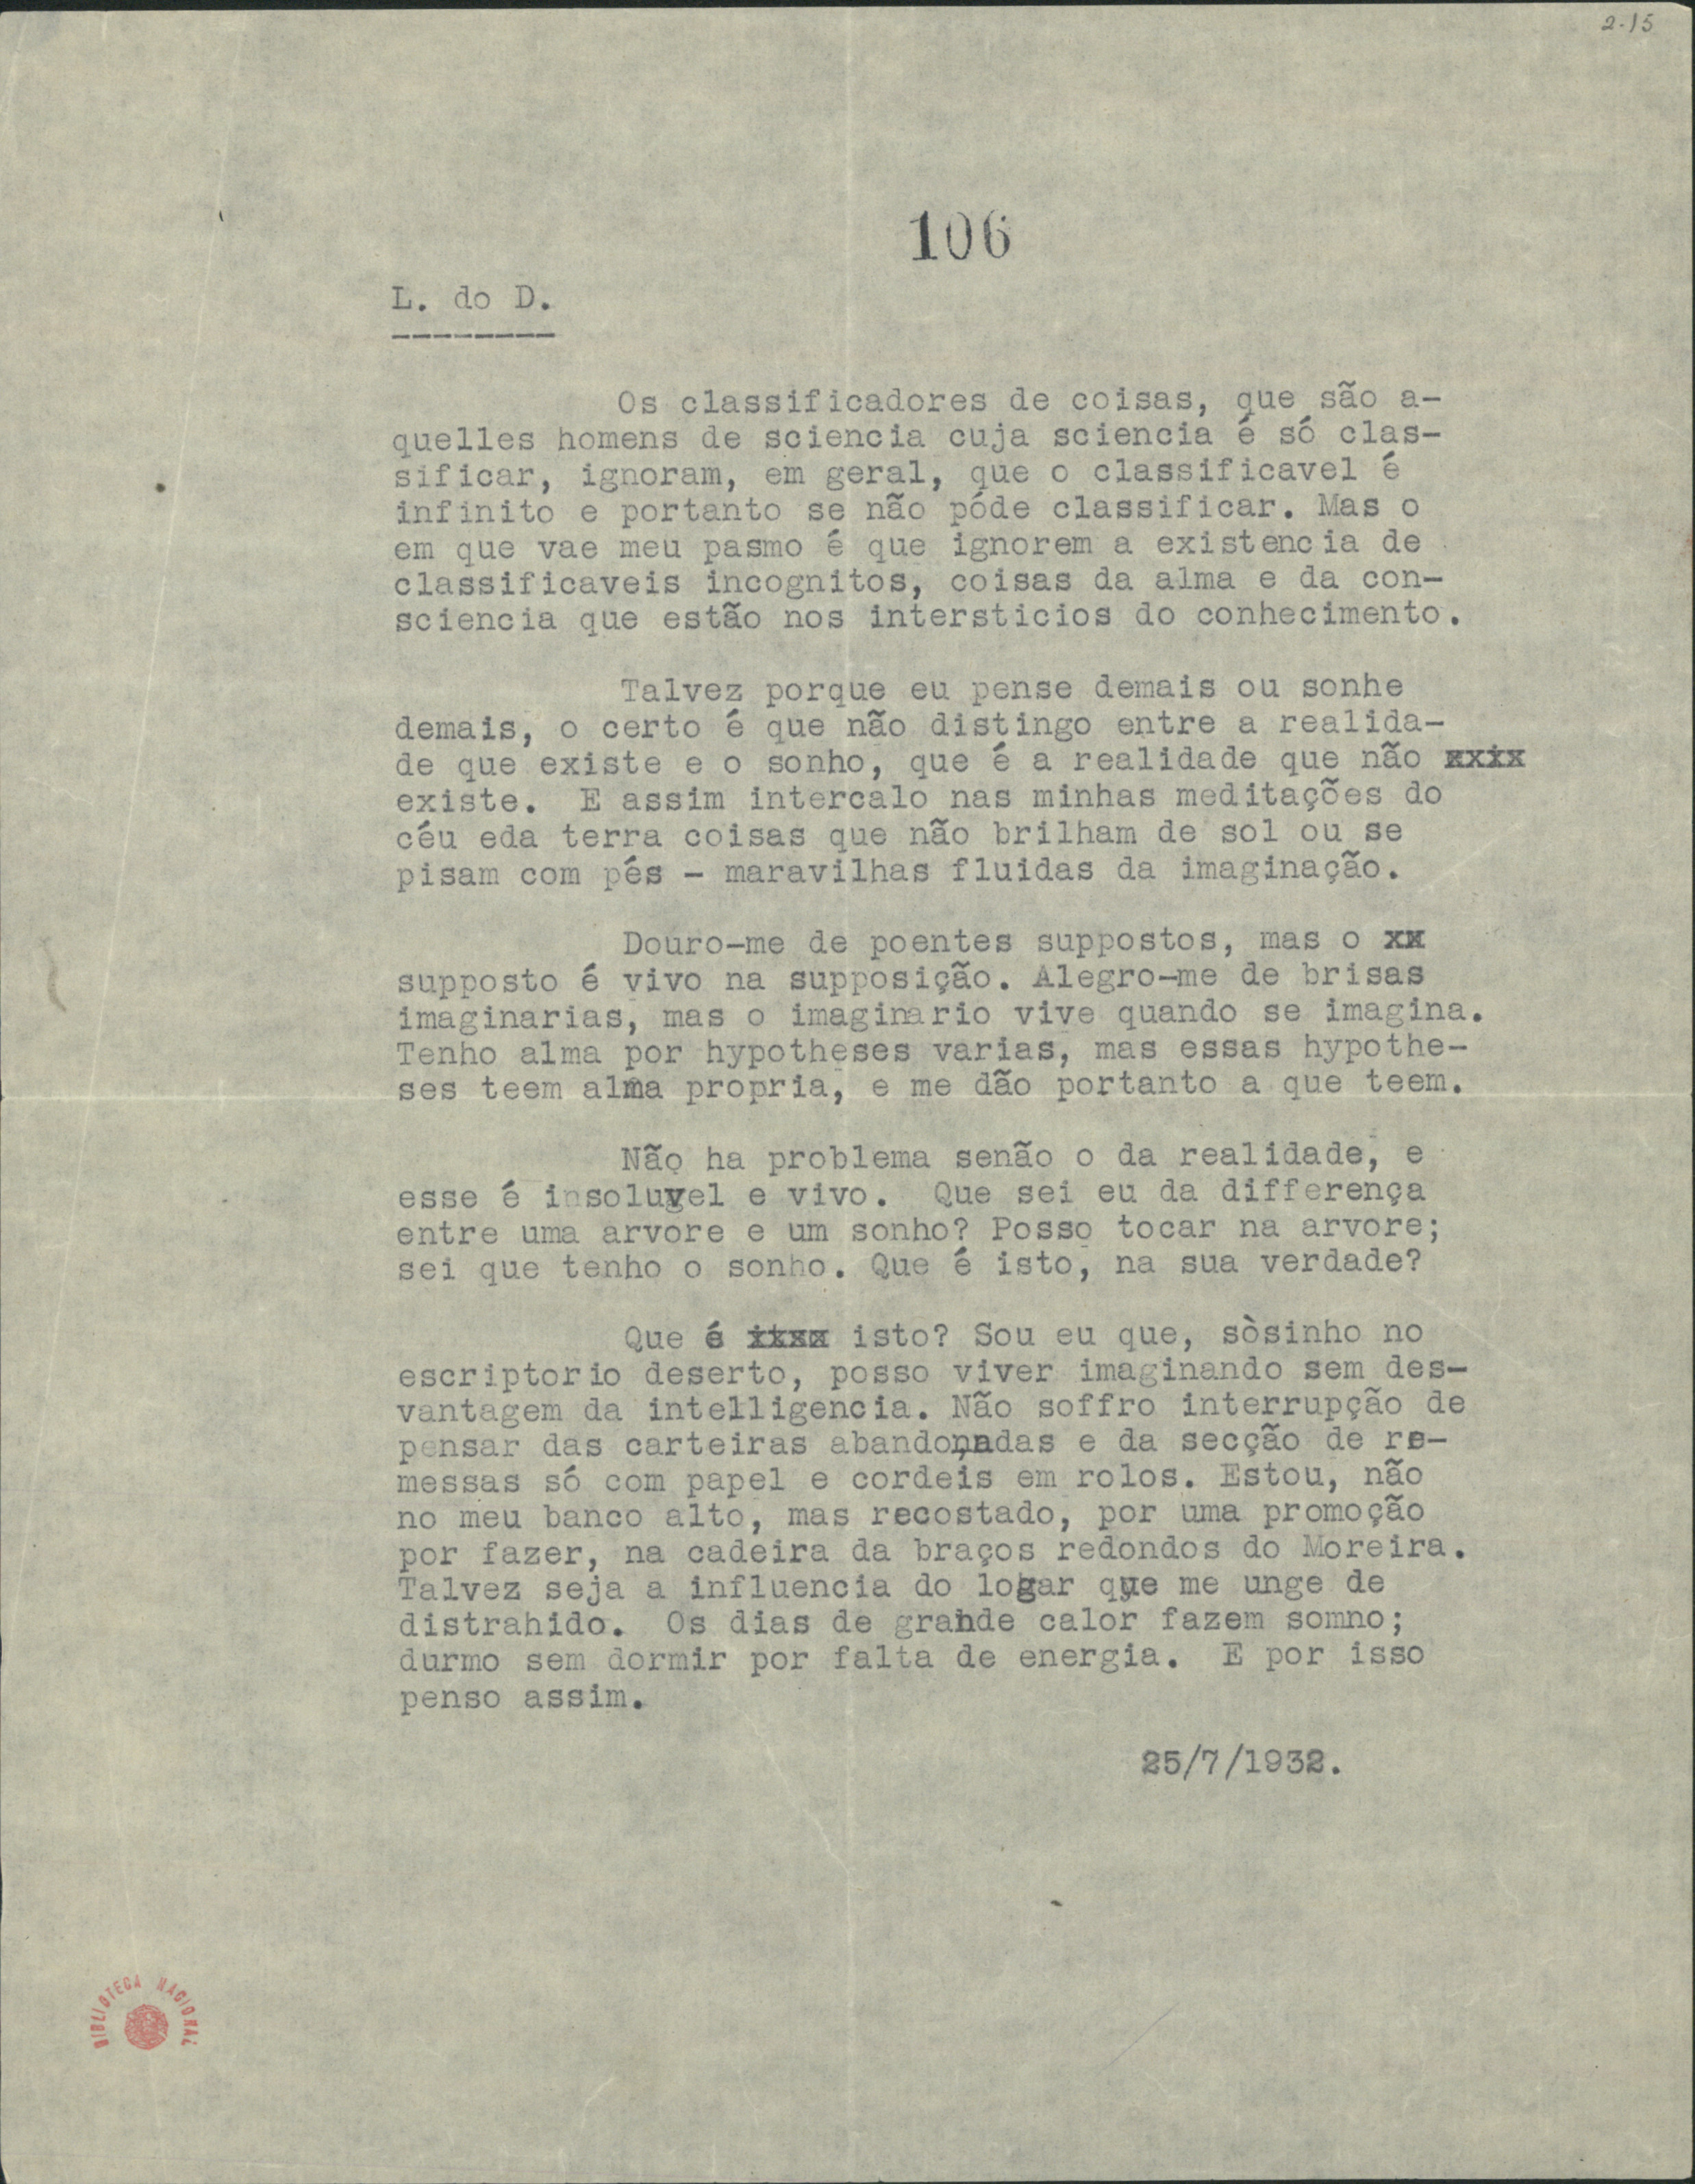 2-15
106
L. do D.
Os classificadores de coisas, que são a-
quelles homens de sciencia cuja sciencia é só clas-
sificar, ignoram, em geral, que o classificavel é
infinito e portanto se não póde classificar. Mas o
em que vae meu pasmo é que ignorem a existencia de
classificaveis incognitos, coisas da alma e da con-
sciencia que estão nos intersticios do conhecimento.
Talvez porque eu pense demais ou sonhe
demais, o certo é que não distingo entre a realida-
de que existe e o sonho, que é a realidade que não
existe. E assim intercalo nas minhas meditações do
céu eda terra coisas que não brilham de sol ou se
pisam com pés - maravilhas fluidas da imaginação.
Douro-me de poentes suppostos, mas o
supposto é vivo na supposição. Alegro-me de brisas
imaginarias, mas o imaginario vive quando se imagina.
Tenho alma por hypotheses varias, mas essas hypothe-
ses teem alma propria, e me dão portanto a que teem.
Não ha problema senão o da realidade, e
esse é insoluvel e vivo. Que sei eu da differença
entre uma arvore e um sonho? Posso tocar na arvore;
sei que tenho o sonho. Que é isto, na sua verdade?
Que é isto? Sou eu que, sòsinho no
escriptorio deserto, posso viver imaginando sem des-
vantagem da intelligencia. Não soffro interrupção de
pensar das carteiras abandonadas e da secção de re-
messas só com papel e cordeis em rolos. Estou, não
no meu banco alto, mas recostado, por uma promoção
por fazer, na cadeira da braços redondos do Moreira.
Talvez seja a influencia do logar que me unge de
distrahido. Os dias de grande calor fazem somno;
durmo sem dormir por falta de energia. E por isso
penso assim.
25/7/1932.
BIBLIOTECA NACIONAL